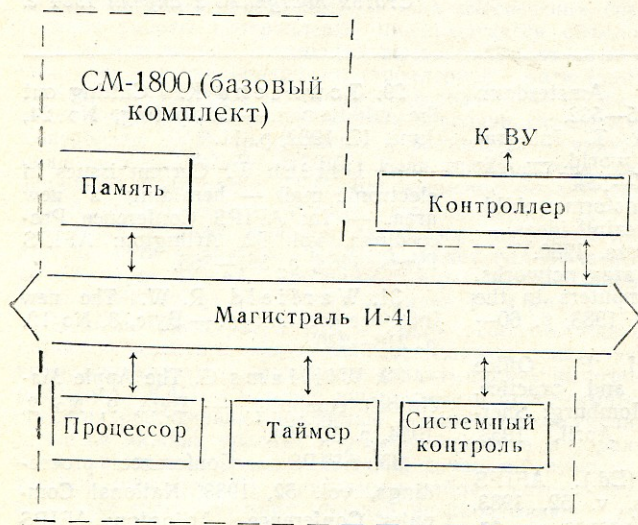 СМ-1800 (базовый
комплект)
К ВУ
Память
Контроллер
Магистраль И-41
Процессор
Таймер
Системный
контроль